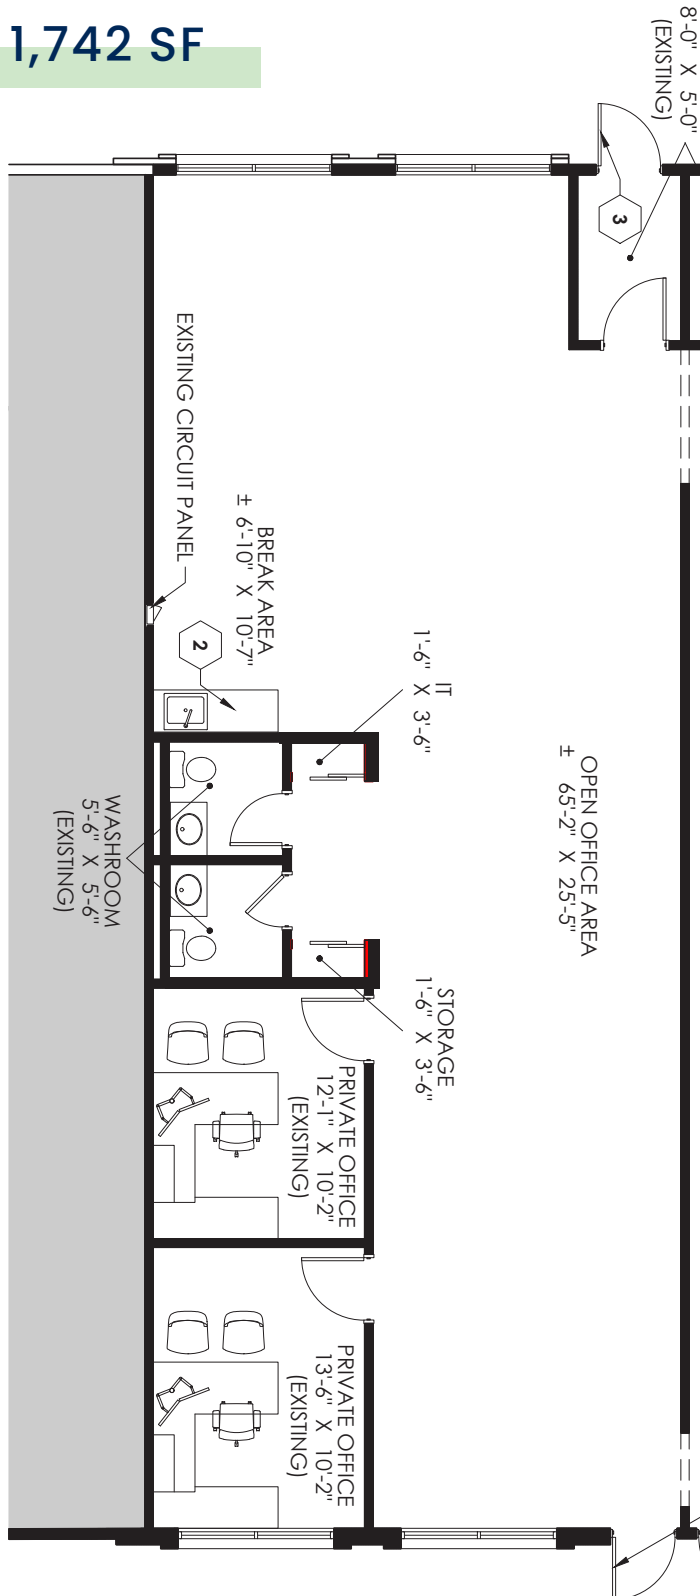 1,742 SF
8'-0" X 5'-0"
(EXISTING)
3
EXISTING CIRCUIT PANEL
BREAK AREA
± 6'-10" X 10'-7"
2
IT
1'-6" X 3'-6"
OPEN OFFICE AREA
± 65'-2" X 25'-5"
WASHROOM
5'-6" X 5'-6"
(EXISTING)
STORAGE
1'-6" X 3'-6"
PRIVATE OFFICE
12'-1" X 10'-2"
(EXISTING)
PRIVATE OFFICE
13'-6" X 10'-2"
(EXISTING)